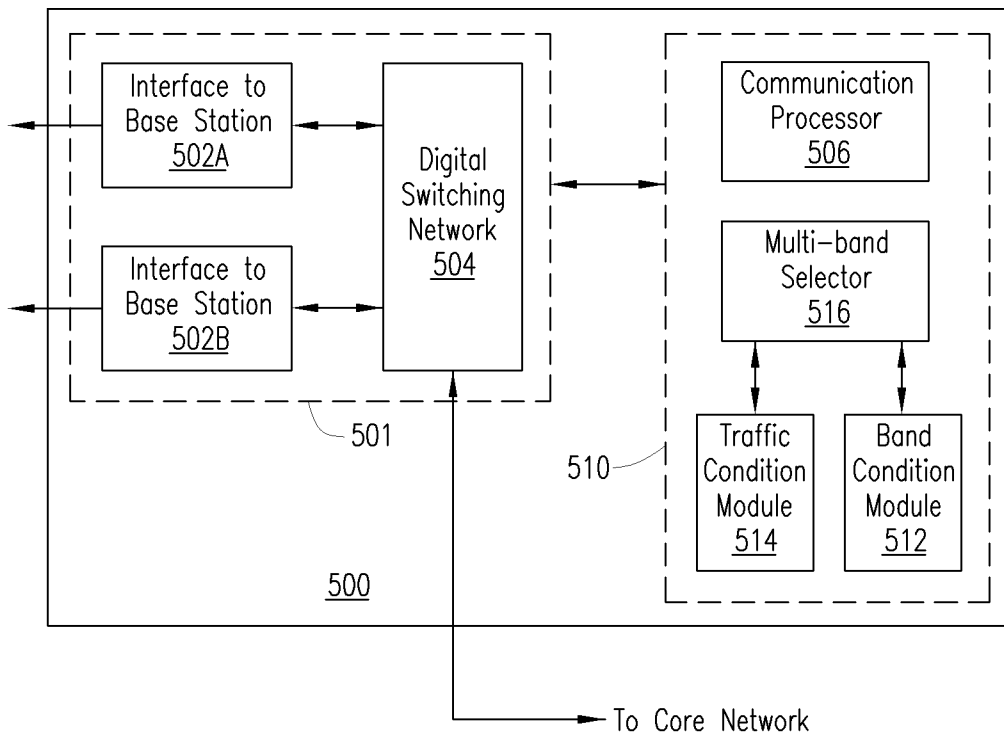 Interface to
Base Station
502A
Interface to
Base Station
502B
Digital
Switching
Network
504
501
Communication
Processor
506
Multi-band
Selector
516
Traffic
Condition
Module
514
Band
Condition
Module
512
510
500
To Core Network